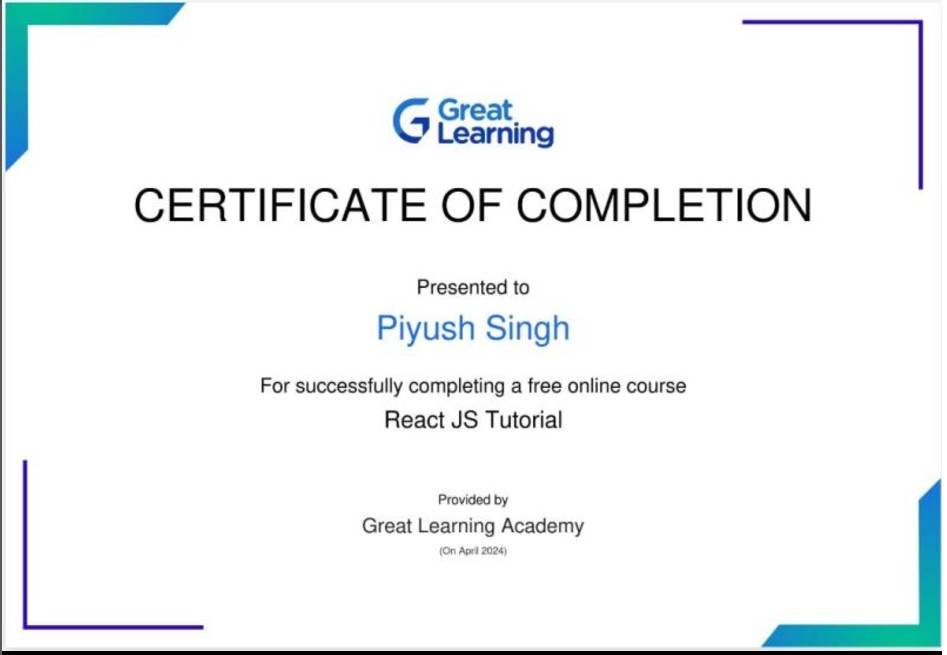 Great
Learning
CERTIFICATE OF COMPLETION
Presented to
Piyush Singh
For successfully completing a free online course
React JS Tutorial
Provided by
Great Learning Academy
(On April 2024)